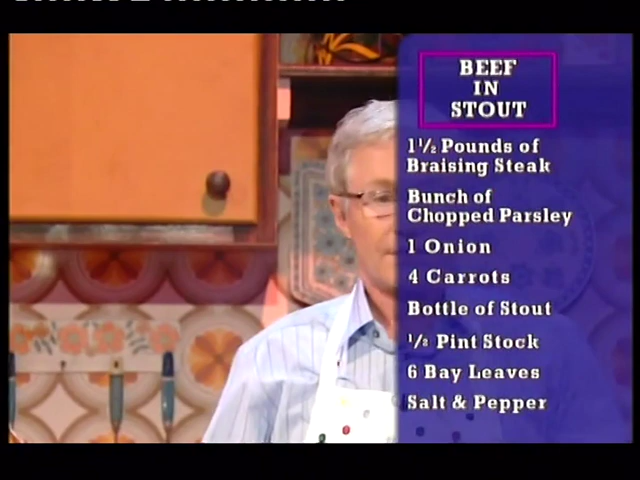 BEEF
IN
STOUT
1½ Pounds of
Braising Steak
Bunch of
Chopped Parsley
1 Onion
4 Carrots
Bottle of Stout
½ Pint Stock
6 Bay Leaves
Salt & Pepper